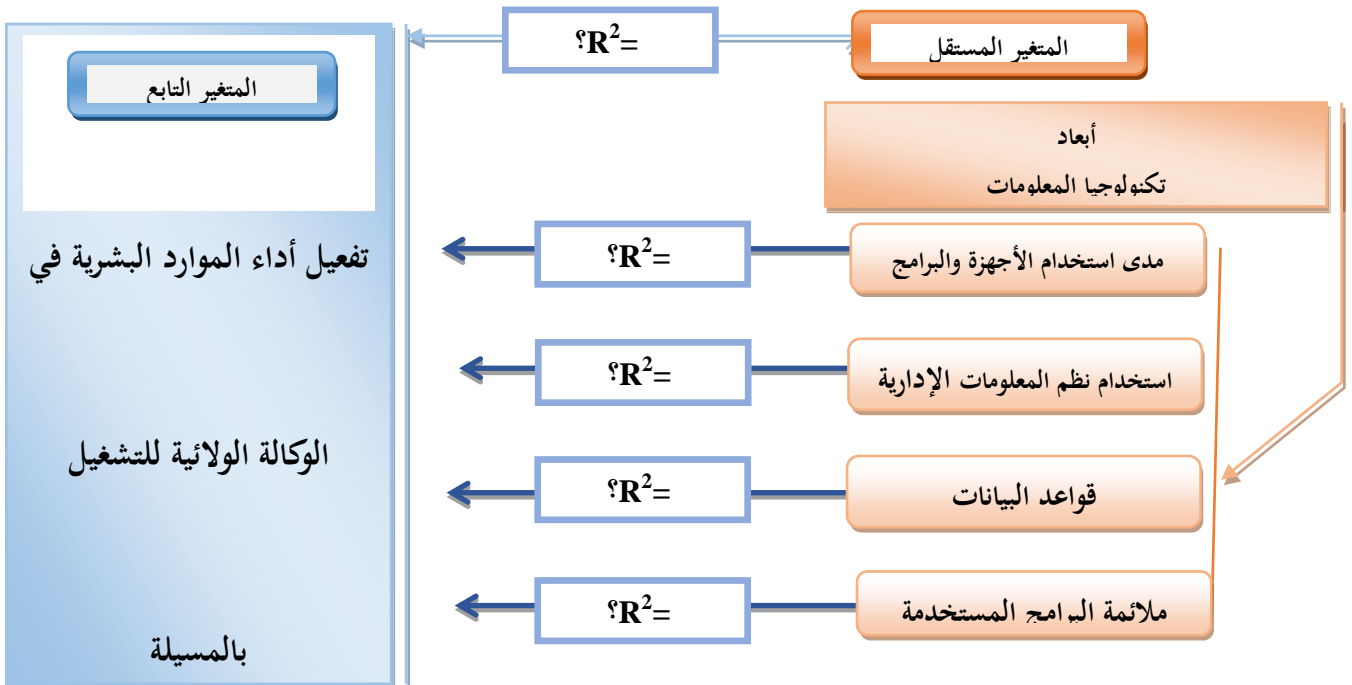 المتغير المستقل
R²=؟
المتغير التابع
أبعاد
تكنولوجيا المعلومات
مدى استخدام الأجهزة والبرامج
R²=؟
تفعيل أداء الموارد البشرية في
استخدام نظم المعلومات الإدارية
R²=؟
الوكالة الولائية للتشغيل
قواعد البيانات
R²=؟
ملائمة البرامج المستخدمة
R²=؟
بالمسيلة